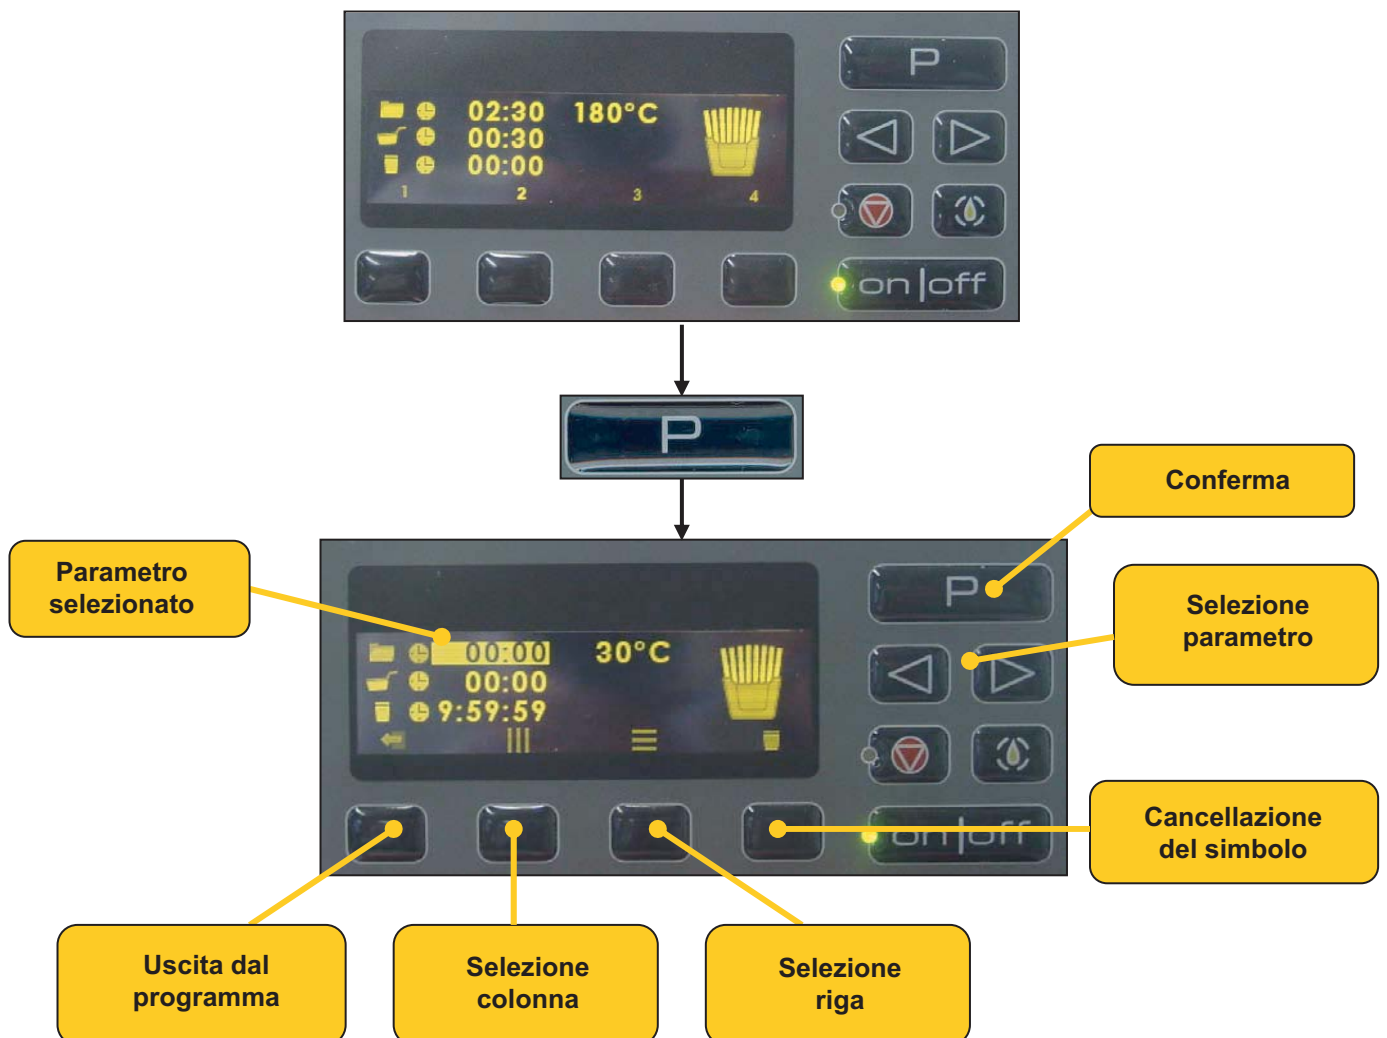 P
02:30 180°C
00:30
00:00
1 2 3 4
on|off
P
Conferma
Parametro
selezionato
Selezione
parametro
P
00:00 30°C
00:00
9:59:59
on|off
Cancellazione
del simbolo
Uscita dal
programma
Selezione
colonna
Selezione
riga